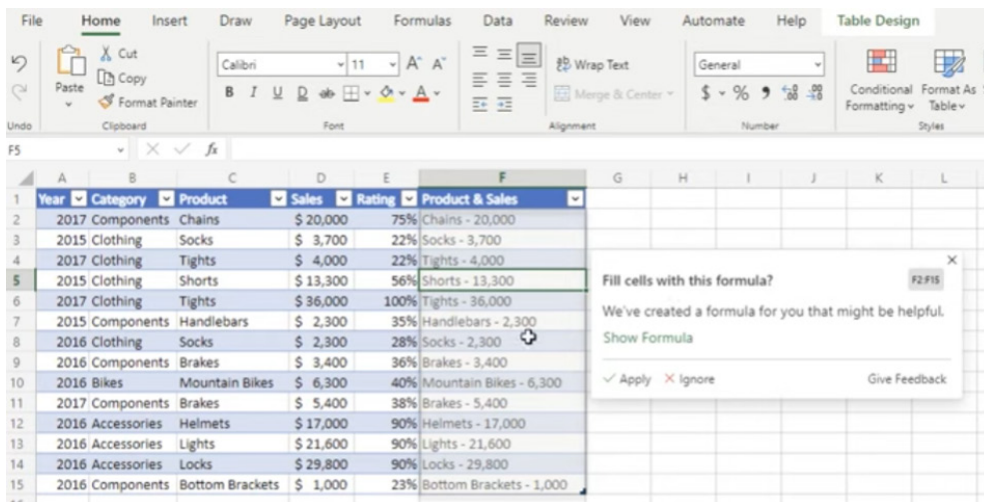 File Home Insert Draw Page Layout Formulas Data Review View Automate Help Table Design
Cut
Copy
Paste
Format Painter
Calibri 11 A^ A˅
Wrap Text
General
B I U D ab A
Merge & Center
$ % 9
Conditional Formatting
Format As Table
Undo Clipboard Font Alignment Number Styles
F5 fx
A B C D E F G H I J K L
1 Year Category Product Sales Rating Product & Sales
2 2017 Components Chains $ 20,000 75% Chains - 20,000
3 2015 Clothing Socks $ 3,700 22% Socks - 3,700
4 2017 Clothing Tights $ 4,000 22% Tights - 4,000
5 2015 Clothing Shorts $ 13,300 56% Shorts - 13,300
6 2017 Clothing Tights $ 36,000 100% Tights - 36,000
7 2015 Components Handlebars $ 2,300 35% Handlebars - 2,300
8 2016 Clothing Socks $ 2,300 28% Socks - 2,300
9 2016 Components Brakes $ 3,400 36% Brakes - 3,400
10 2016 Bikes Mountain Bikes $ 6,300 40% Mountain Bikes - 6,300
11 2017 Components Brakes $ 5,400 38% Brakes - 5,400
12 2016 Accessories Helmets $ 17,000 90% Helmets - 17,000
13 2016 Accessories Lights $ 21,600 90% Lights - 21,600
14 2016 Accessories Locks $ 29,800 90% Locks - 29,800
15 2016 Components Bottom Brackets $ 1,000 23% Bottom Brackets - 1,000
Fill cells with this formula? F2:F15
We've created a formula for you that might be helpful.
Show Formula
Apply Ignore Give Feedback